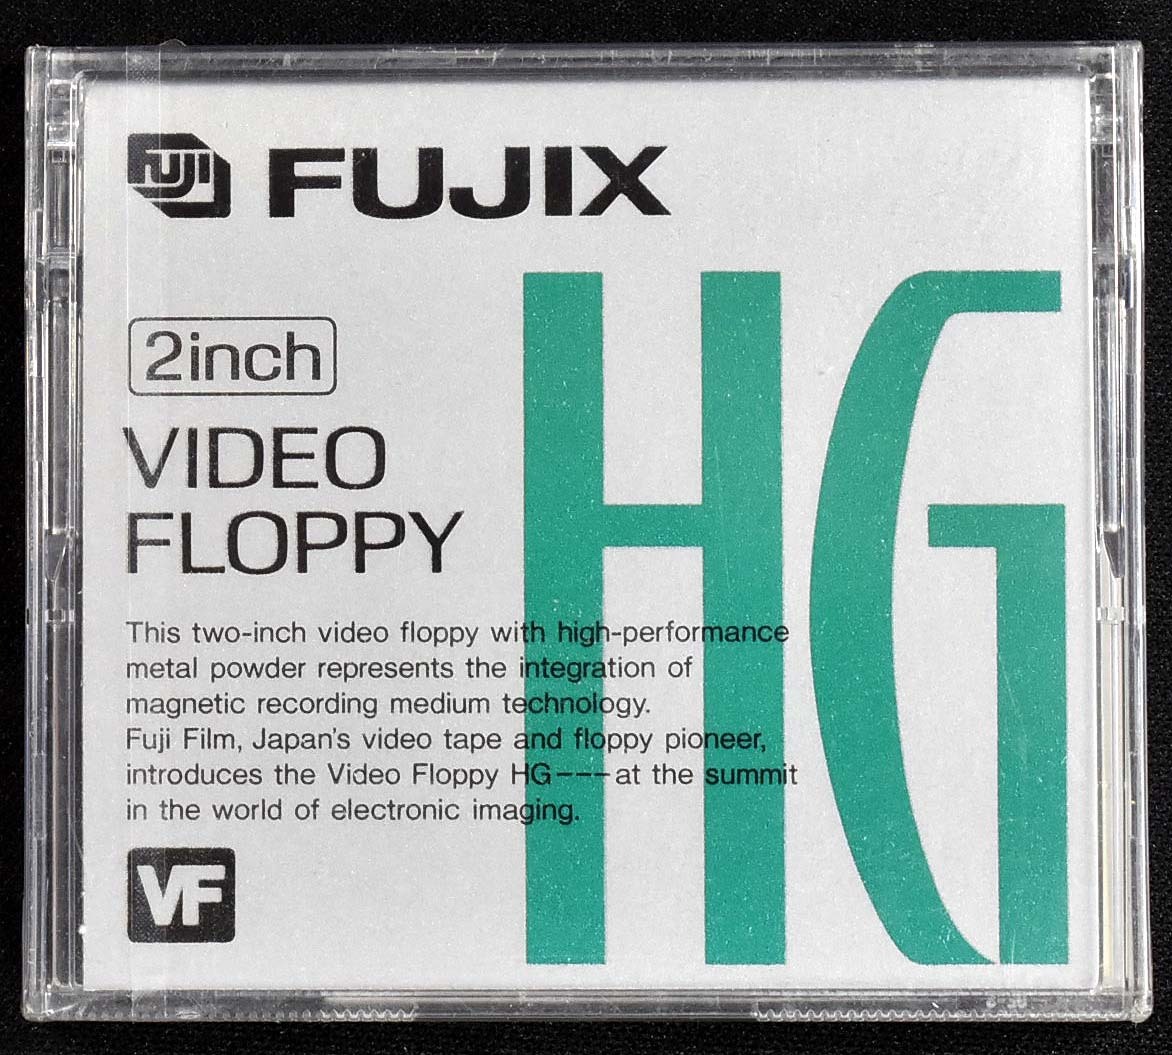 FUJI FUJIX
2inch
VIDEO
FLOPPY
HG
This two-inch video floppy with high-performance
metal powder represents the integration of
magnetic recording medium technology.
Fuji Film, Japan's video tape and floppy pioneer,
introduces the Video Floppy HG---at the summit
in the world of electronic imaging.
VF